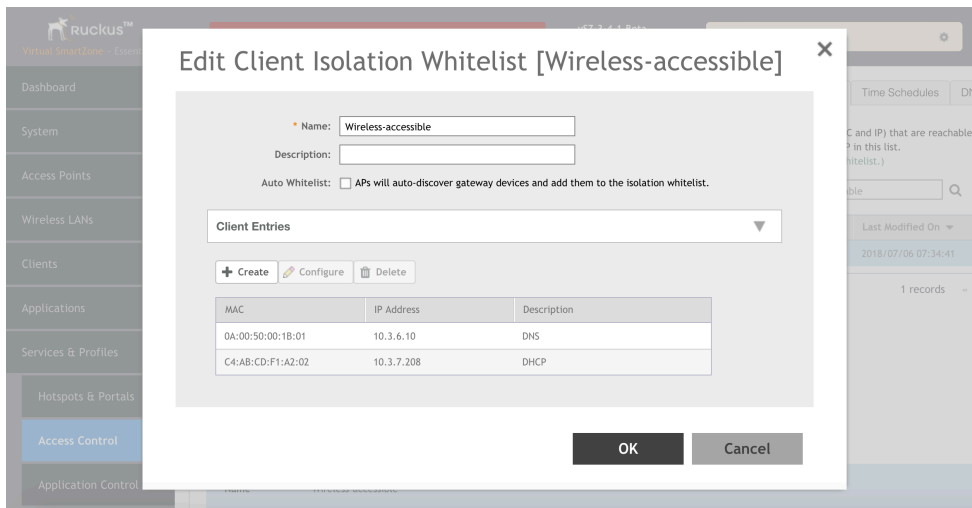 RUCKUS™
Virtual SmartZone - Essent
Dashboard
System
Access Points
Wireless LANs
Clients
Applications
Services & Profiles
Hotspots & Portals
Access Control
Application Control
Edit Client Isolation Whitelist [Wireless-accessible]
* Name: Wireless-accessible
Description:
Auto Whitelist: APs will auto-discover gateway devices and add them to the isolation whitelist.
Client Entries
Create Configure Delete
MAC IP Address Description
0A:00:50:00:1B:01 10.3.6.10 DNS
C4:AB:CD:F1:A2:02 10.3.7.208 DHCP
OK Cancel
Time Schedules
C and IP) that are reachable
P in this list.
hitelist.)
ible
Last Modified On
2018/07/06 07:34:41
1 records